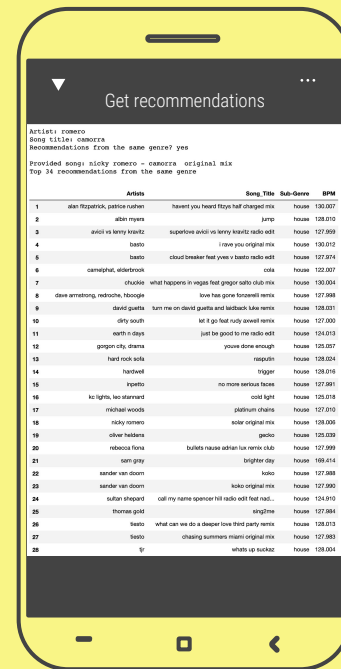 Get recommendations
Artist: romero
Song title: camorra
Recommendations from the same genre? yes
Provided song: nicky romero - camorra original mix
Top 34 recommendations from the same genre
Artists Song_Title Sub-Genre BPM
1 alan fitzpatrick, patrice rushen havent you heard fitzys half charged mix house 130.007
2 albin myers jump house 128.010
3 avicii vs lenny kravitz superlove avicii vs lenny kravitz radio edit house 127.959
4 basto i rave you original mix house 130.012
5 basto cloud breaker feat yves v basto radio edit house 127.974
6 camelphat, elderbrook cola house 122.007
7 chuckie what happens in vegas feat gregor salto club mix house 130.004
8 dave armstrong, redroche, hboogie love has gone fonzerelli remix house 127.998
9 david guetta turn me on david guetta and laidback luke remix house 128.031
10 dirty south let it go feat rudy axwell remix house 127.000
11 earth n days just be good to me radio edit house 124.013
12 gorgon city, drama youve done enough house 125.057
13 hard rock sofa rasputin house 128.024
14 hardwell trigger house 128.016
15 inpetto no more serious faces house 127.991
16 kc lights, leo stannard cold light house 125.018
17 michael woods platinum chains house 127.010
18 nicky romero solar original mix house 128.006
19 oliver heldens gecko house 125.039
20 rebecca fiona bullets nause adrian lux remix club house 127.999
21 sam gray brighter day house 169.414
22 sander van doorn koko house 127.988
23 sander van doorn koko original mix house 127.990
24 sultan shepard call my name spencer hill radio edit feat nad... house 124.910
25 thomas gold sing2me house 127.984
26 tiesto what can we do a deeper love third party remix house 128.013
27 tiesto chasing summers miami original mix house 127.983
28 tjr whats up suckaz house 128.004